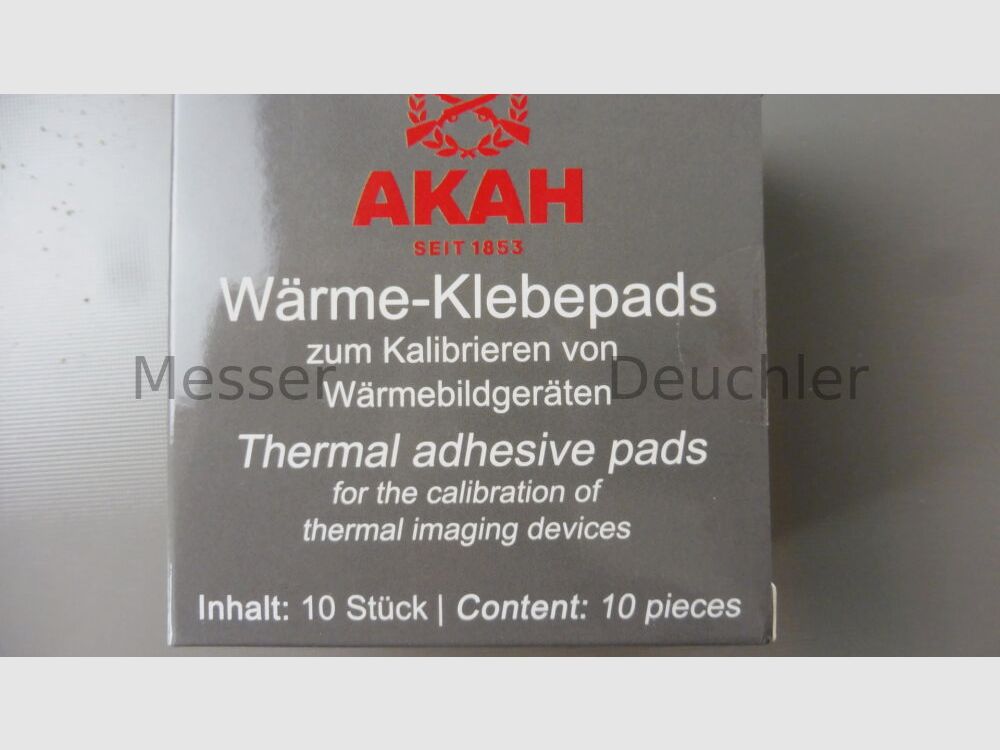 AKAH
SEIT 1853
Wärme-Klebepads
zum Kalibrieren von
Messer Deuchler
Wärmebildgeräten
Thermal adhesive pads
for the calibration of
thermal imaging devices
Inhalt: 10 Stück | Content: 10 pieces